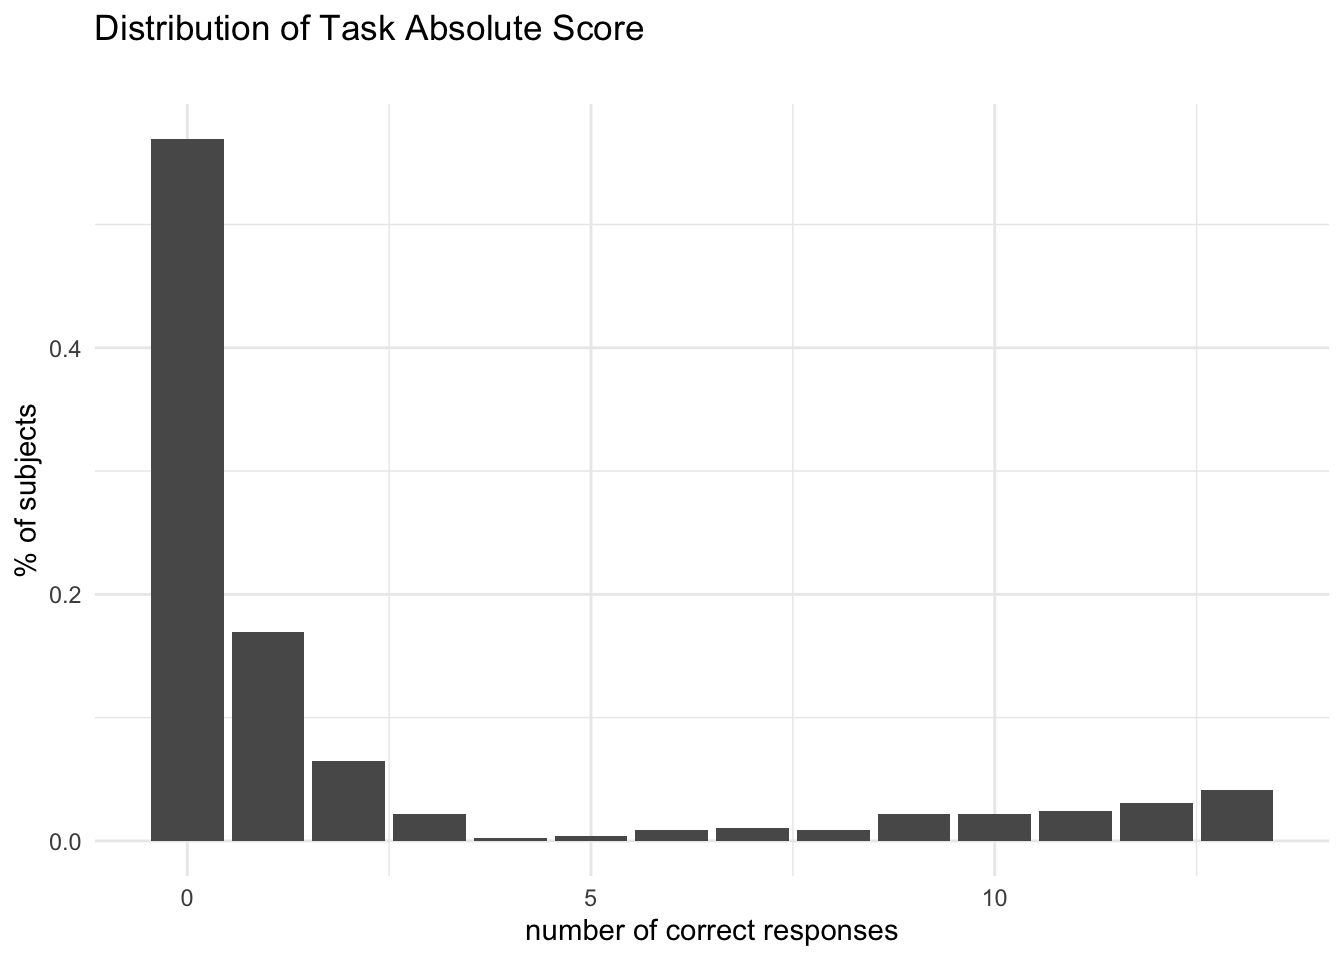 Distribution of Task Absolute Score
% of subjects
0.4
0.2
0.0
0 5 10
number of correct responses